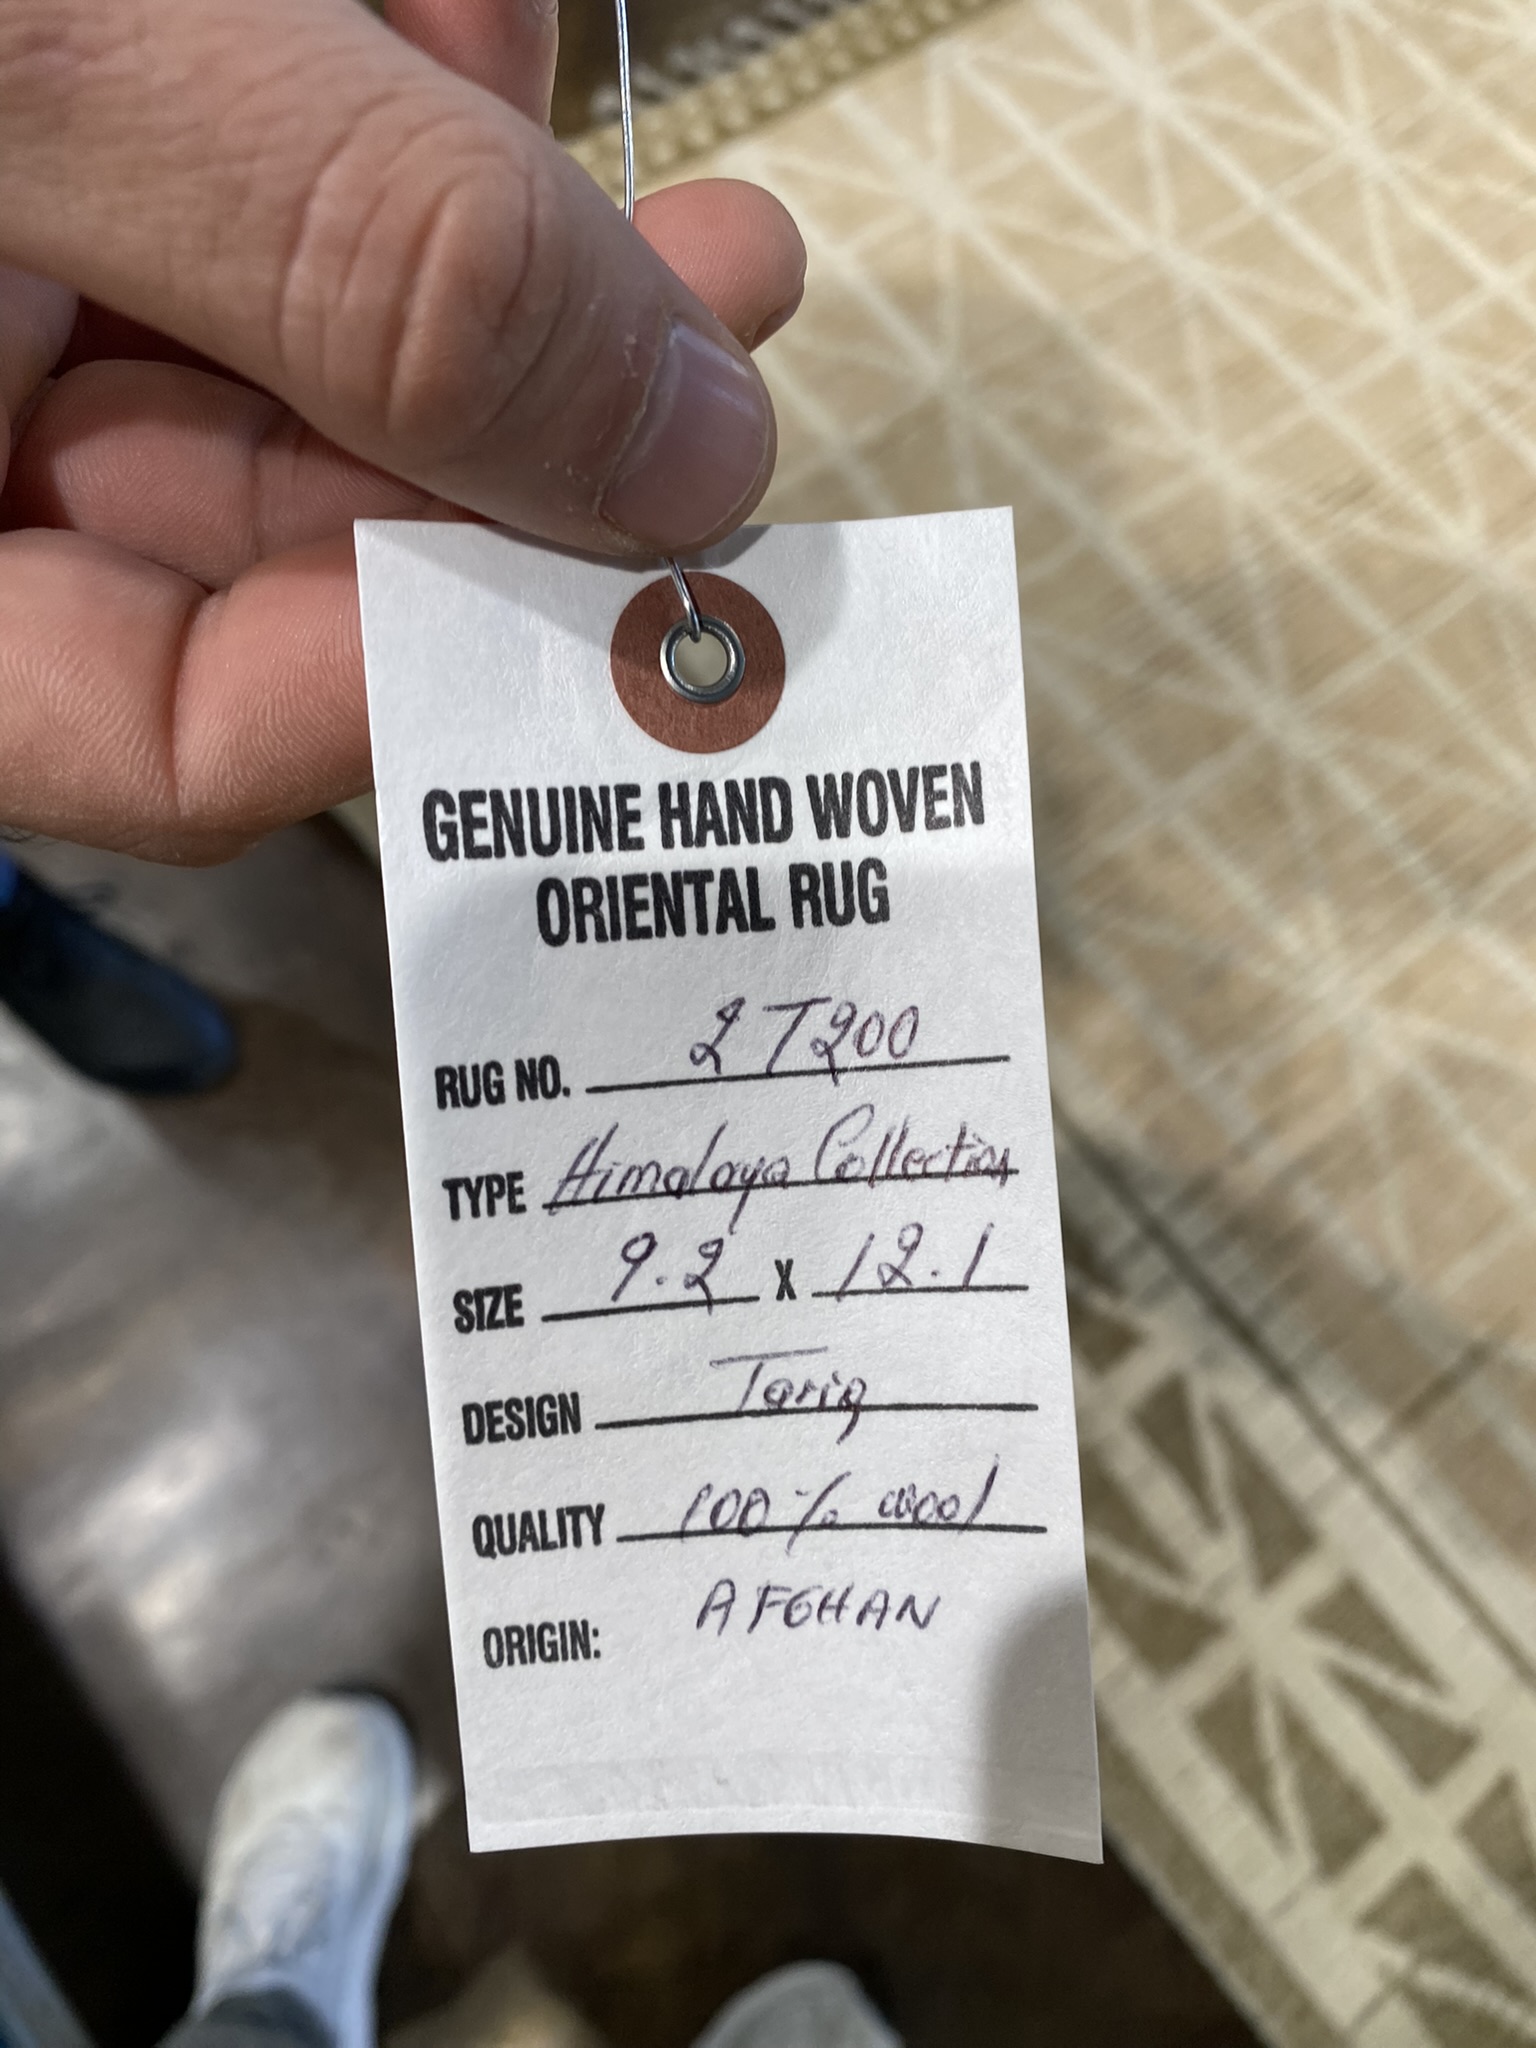 GENUINE HAND WOVEN
ORIENTAL RUG
RUG NO. 2T200
TYPE Himalaya Collection
SIZE 9.2 X 12.1
DESIGN Tariq
QUALITY 100% wool
ORIGIN: AFGHAN